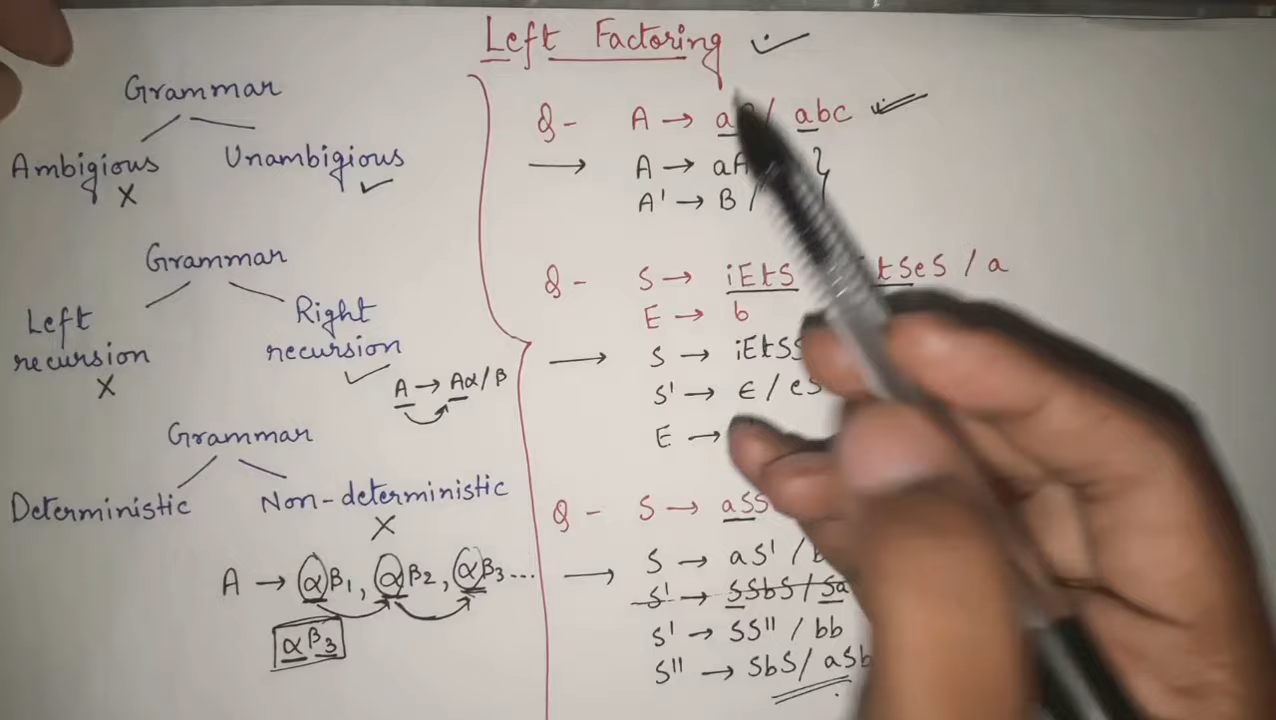 Left Factoring
Grammar
Ambigious Unambigious
X
Grammar
Left recursion
Right recursion
X
A → Aα/β
Grammar
Deterministic Non-deterministic
X
A → αβ1, αβ2, αβ3...
αβ3
Q- A → a / abc
A → aA
A' → B /
Q- S → iEtS tSeS / a
E → b
S → iEtSS
S' → ∈ / eS
E →
Q - S → aSS
S → aS' /
S' → SSbS / Sa
S' → SS'' / bb
S'' → SbS / aSb